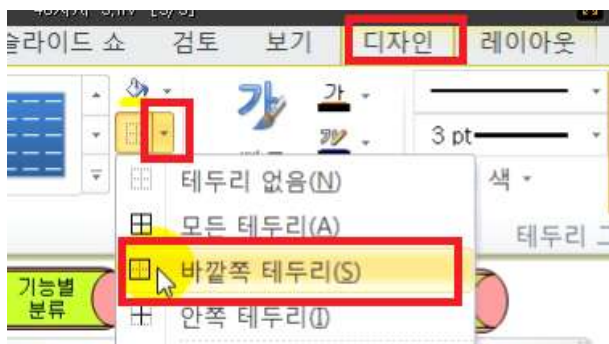 슬라이드 쇼 검토 보기 디자인 레이아웃
가 가
3 pt
색
테두리 없음(N)
모든 테두리(A)
테두리
바깥쪽 테두리(S)
기능별
분류
안쪽 테두리(I)